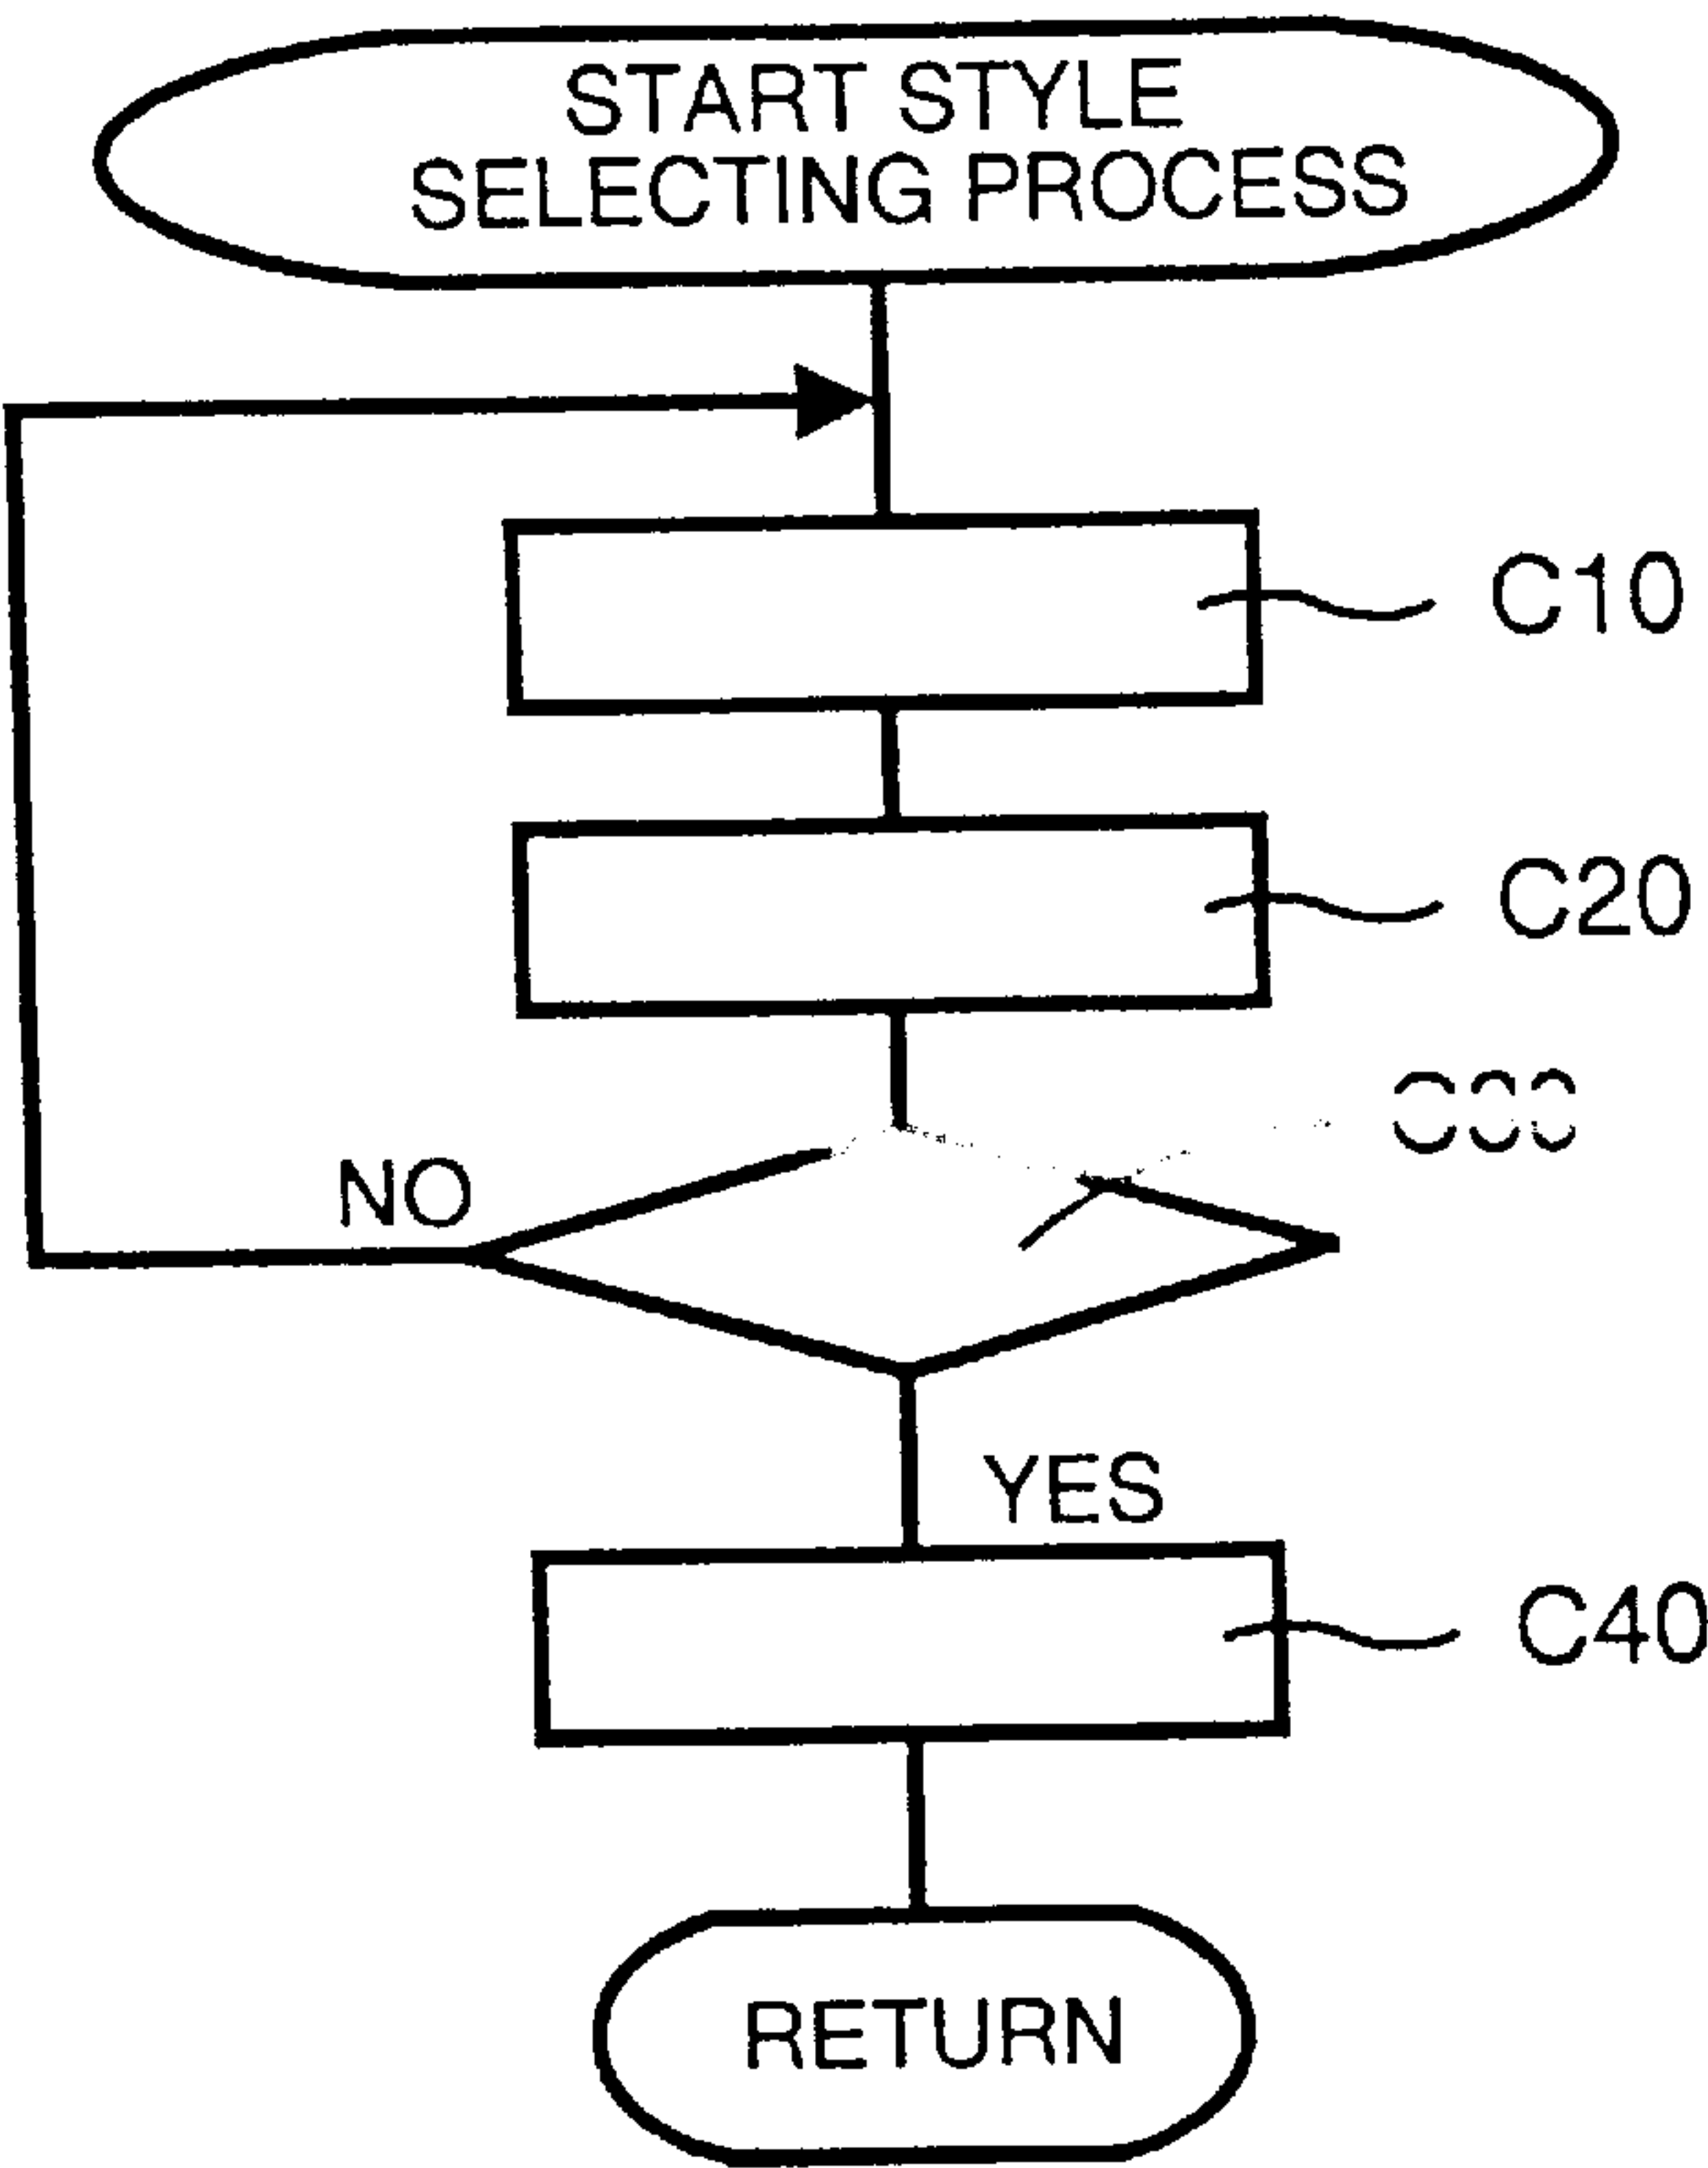 START STYLE
SELECTING PROCESS
C10
C20
NO
YES
C40
RETURN